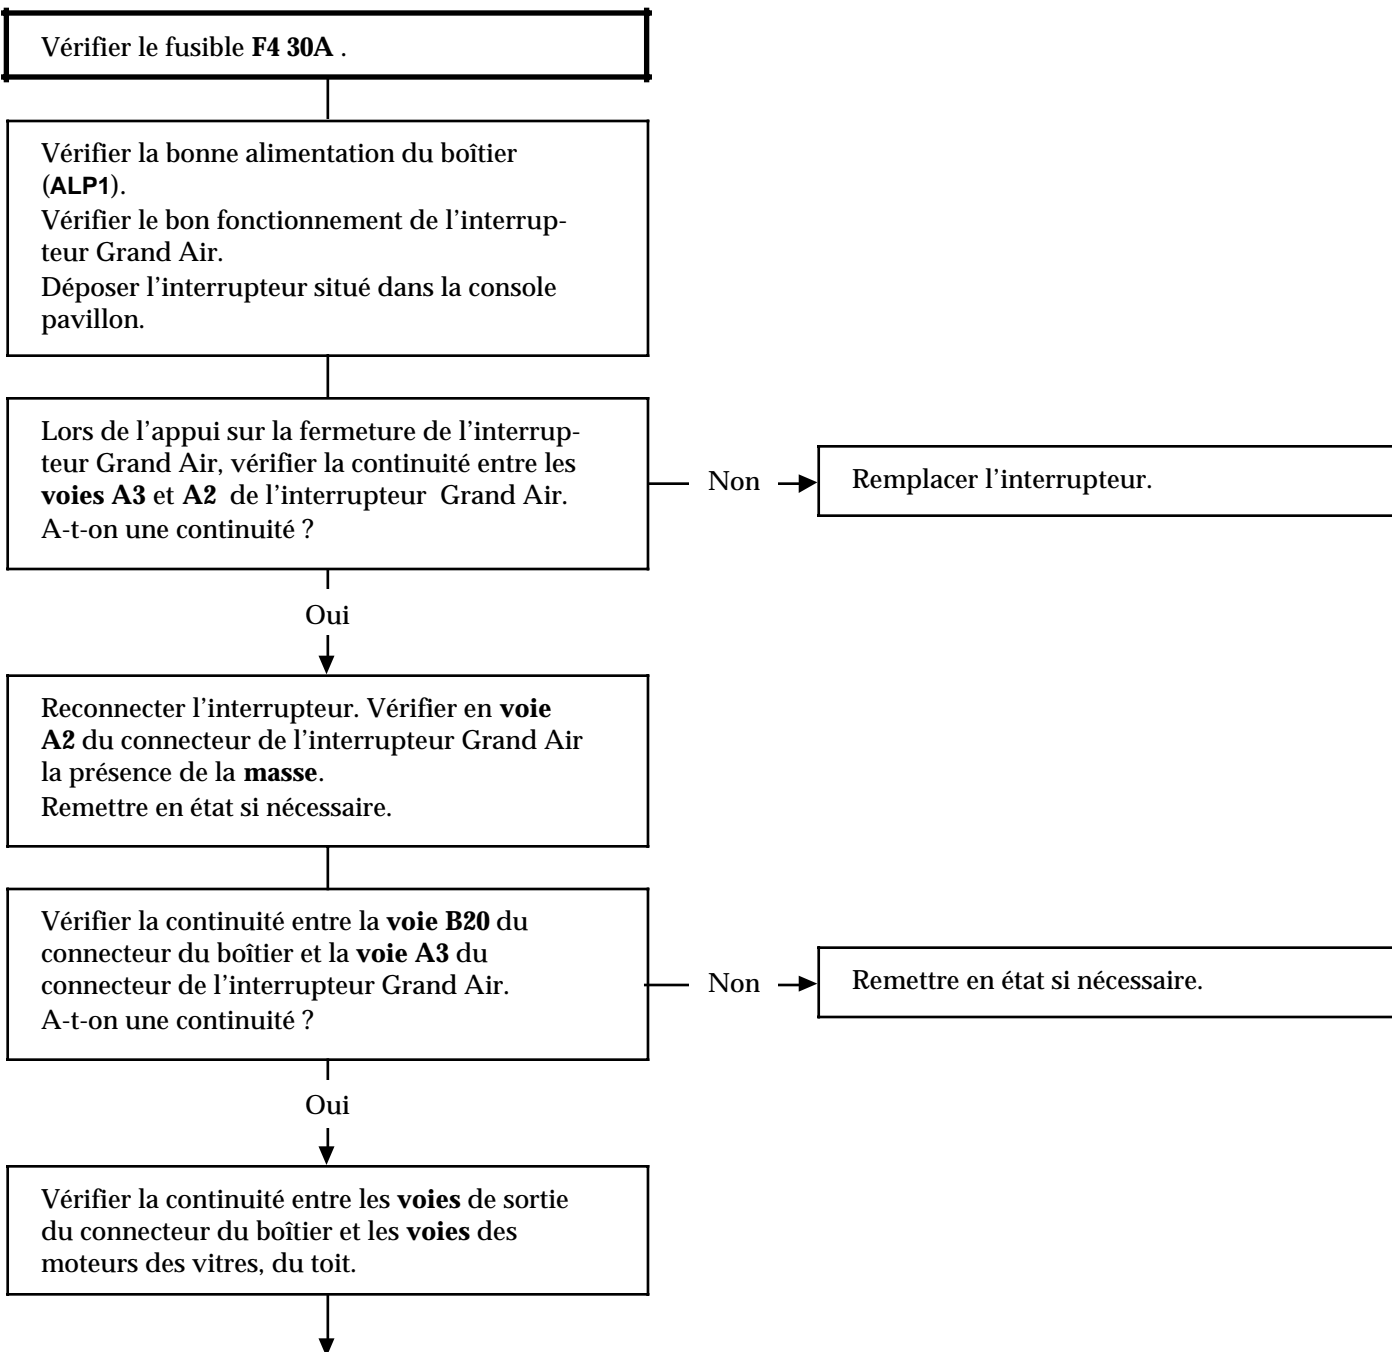 Vérifier le fusible F4 30A .
Vérifier la bonne alimentation du boîtier
(ALP1).
Vérifier le bon fonctionnement de l’interrup-
teur Grand Air.
Déposer l’interrupteur situé dans la console
pavillon.
Lors de l’appui sur la fermeture de l’interrup-
teur Grand Air, vérifier la continuité entre les
voies A3 et A2 de l’interrupteur Grand Air.
A-t-on une continuité ?
Non
Remplacer l’interrupteur.
Oui
Reconnecter l’interrupteur. Vérifier en voie
A2 du connecteur de l’interrupteur Grand Air
la présence de la masse.
Remettre en état si nécessaire.
Vérifier la continuité entre la voie B20 du
connecteur du boîtier et la voie A3 du
connecteur de l’interrupteur Grand Air.
A-t-on une continuité ?
Non
Remettre en état si nécessaire.
Oui
Vérifier la continuité entre les voies de sortie
du connecteur du boîtier et les voies des
moteurs des vitres, du toit.